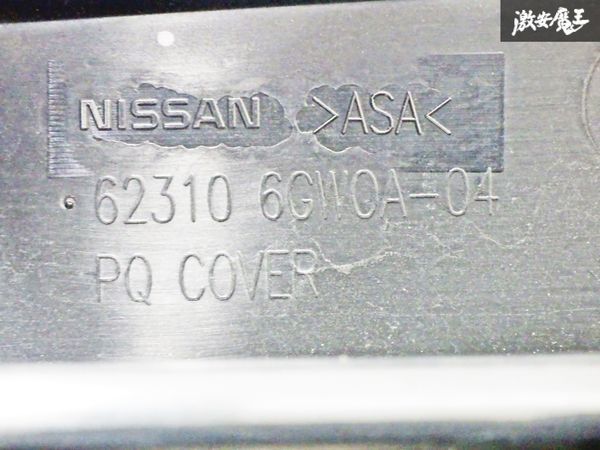 激安魔王
NISSAN >ASA<
62310 6GW0A-04
PQ COVER